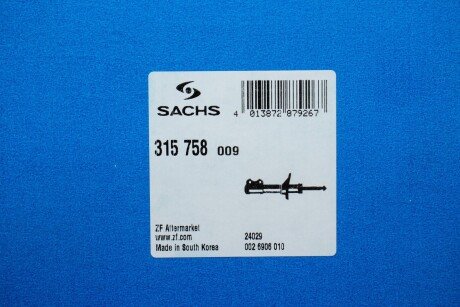 SACHS
4 013872 879267
315 758 009
ZF Aftermarket
www.zf.com
Made in South Korea
24029
002 6906 010